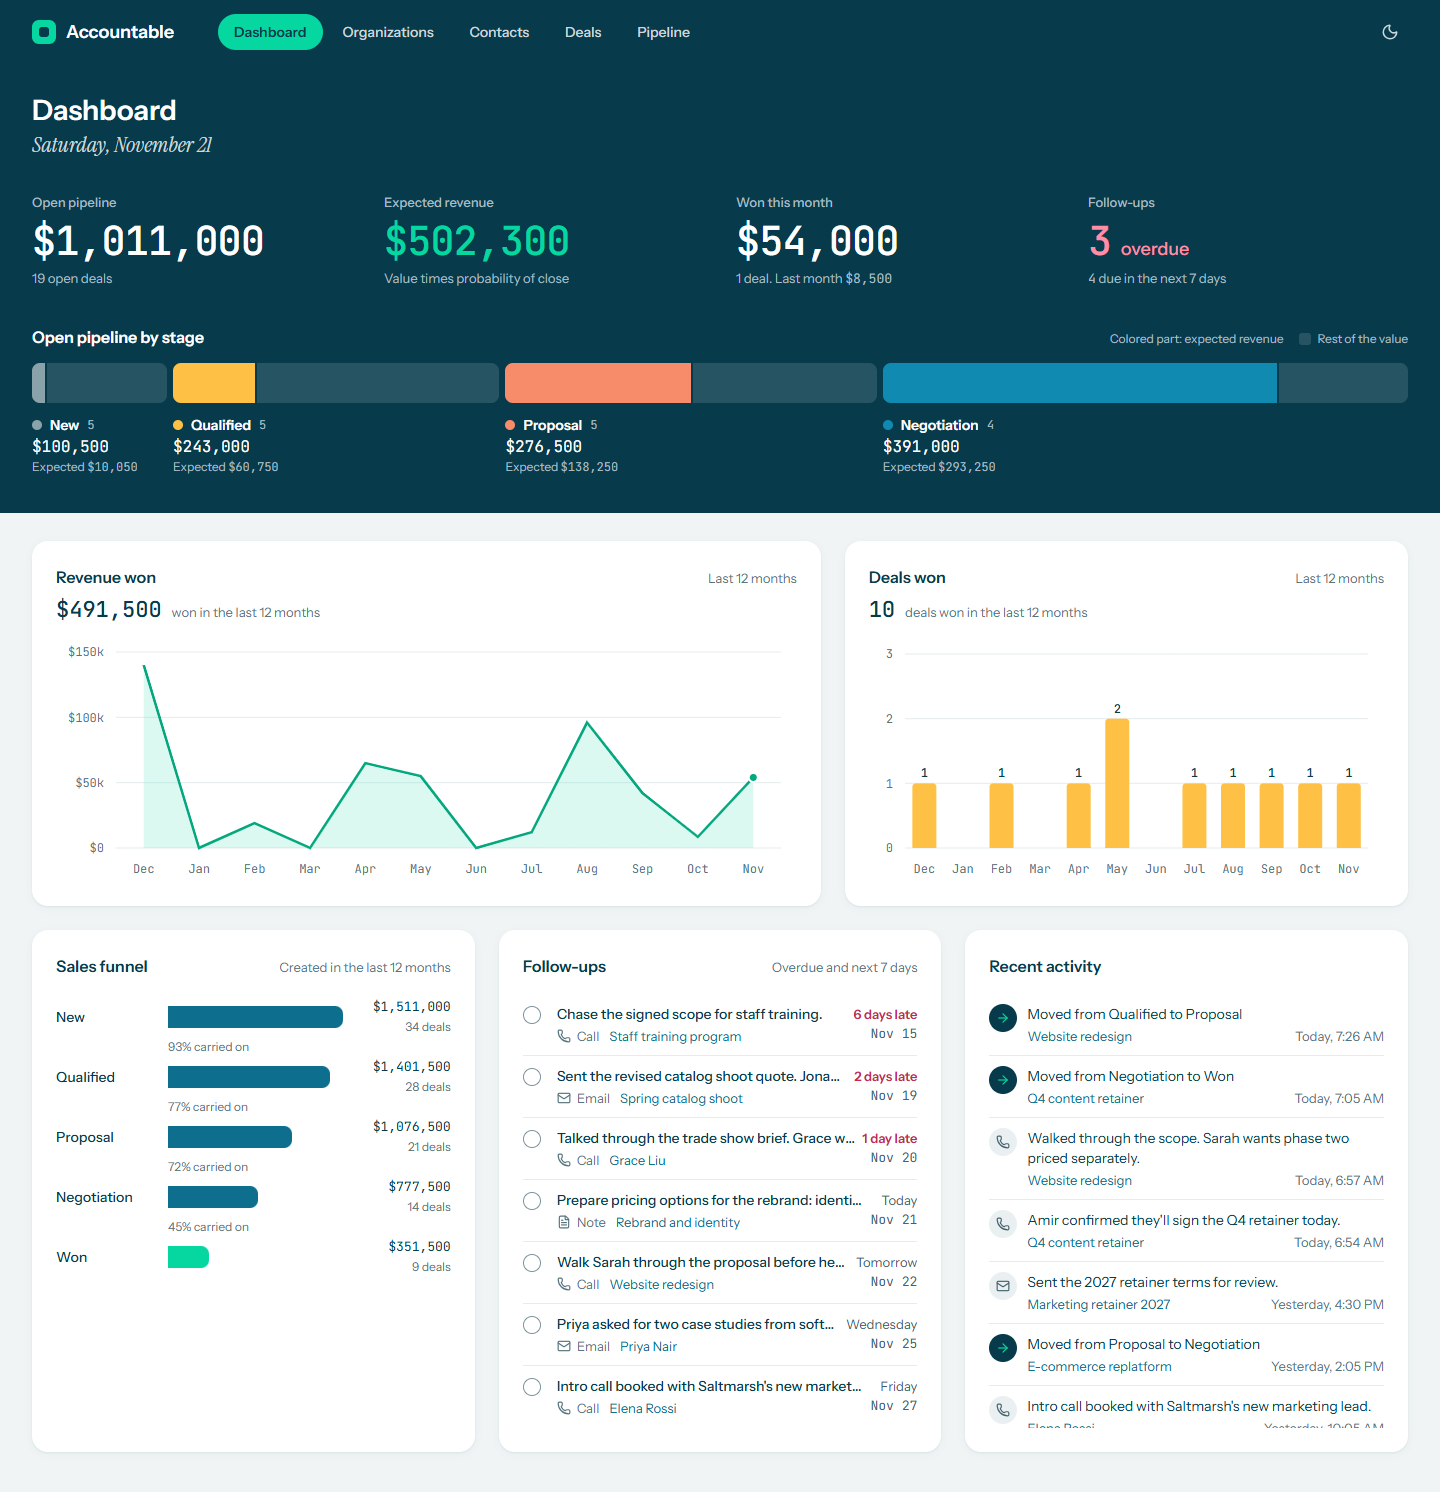 Accountable
Dashboard Organizations Contacts Deals Pipeline
Dashboard
Saturday, November 21
Open pipeline
$1,011,000
19 open deals
Expected revenue
$502,300
Value times probability of close
Won this month
$54,000
1 deal. Last month $8,500
Follow-ups
3 overdue
4 due in the next 7 days
Open pipeline by stage
Colored part: expected revenue Rest of the value
New 5
$100,500
Expected $10,050
Qualified 5
$243,000
Expected $60,750
Proposal 5
$276,500
Expected $138,250
Negotiation 4
$391,000
Expected $293,250
Revenue won
Last 12 months
$491,500 won in the last 12 months
$150k
$100k
$50k
$0
Dec Jan Feb Mar Apr May Jun Jul Aug Sep Oct Nov
Deals won
Last 12 months
10 deals won in the last 12 months
3
2
1
0
1 1 1 2 1 1 1 1 1
Dec Jan Feb Mar Apr May Jun Jul Aug Sep Oct Nov
Sales funnel
Created in the last 12 months
New
$1,511,000
34 deals
93% carried on
Qualified
$1,401,500
28 deals
77% carried on
Proposal
$1,076,500
21 deals
72% carried on
Negotiation
$777,500
14 deals
45% carried on
Won
$351,500
9 deals
Follow-ups
Overdue and next 7 days
Chase the signed scope for staff training. 6 days late
Call Staff training program Nov 15
Sent the revised catalog shoot quote. Jona... 2 days late
Email Spring catalog shoot Nov 19
Talked through the trade show brief. Grace w... 1 day late
Call Grace Liu Nov 20
Prepare pricing options for the rebrand: identi... Today
Note Rebrand and identity Nov 21
Walk Sarah through the proposal before he... Tomorrow
Call Website redesign Nov 22
Priya asked for two case studies from soft... Wednesday
Email Priya Nair Nov 25
Intro call booked with Saltmarsh's new market... Friday
Call Elena Rossi Nov 27
Recent activity
Moved from Qualified to Proposal
Website redesign Today, 7:26 AM
Moved from Negotiation to Won
Q4 content retainer Today, 7:05 AM
Walked through the scope. Sarah wants phase two
priced separately.
Website redesign Today, 6:57 AM
Amir confirmed they'll sign the Q4 retainer today.
Q4 content retainer Today, 6:54 AM
Sent the 2027 retainer terms for review.
Marketing retainer 2027 Yesterday, 4:30 PM
Moved from Proposal to Negotiation
E-commerce replatform Yesterday, 2:05 PM
Intro call booked with Saltmarsh's new marketing lead.
Elena Rossi Yesterday, 10:05 AM